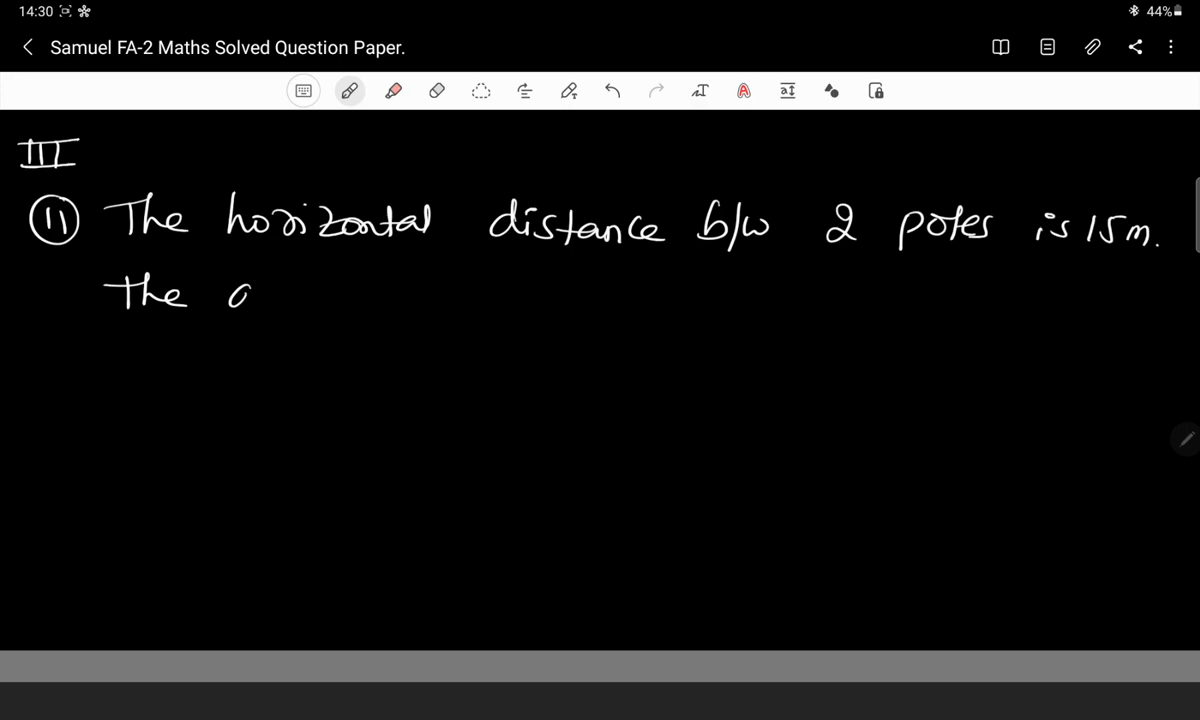 14:30 44%
Samuel FA-2 Maths Solved Question Paper.
III
11 The horizontal distance b/w 2 poles is 15 m.
The